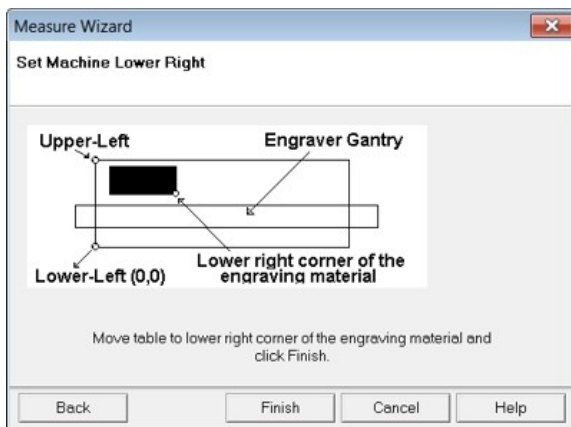 Measure Wizard
Set Machine Lower Right
Upper-Left
Engraver Gantry
Lower right corner of the
engraving material
Lower-Left (0,0)
Move table to lower right corner of the engraving material and
click Finish.
Back
Finish
Cancel
Help